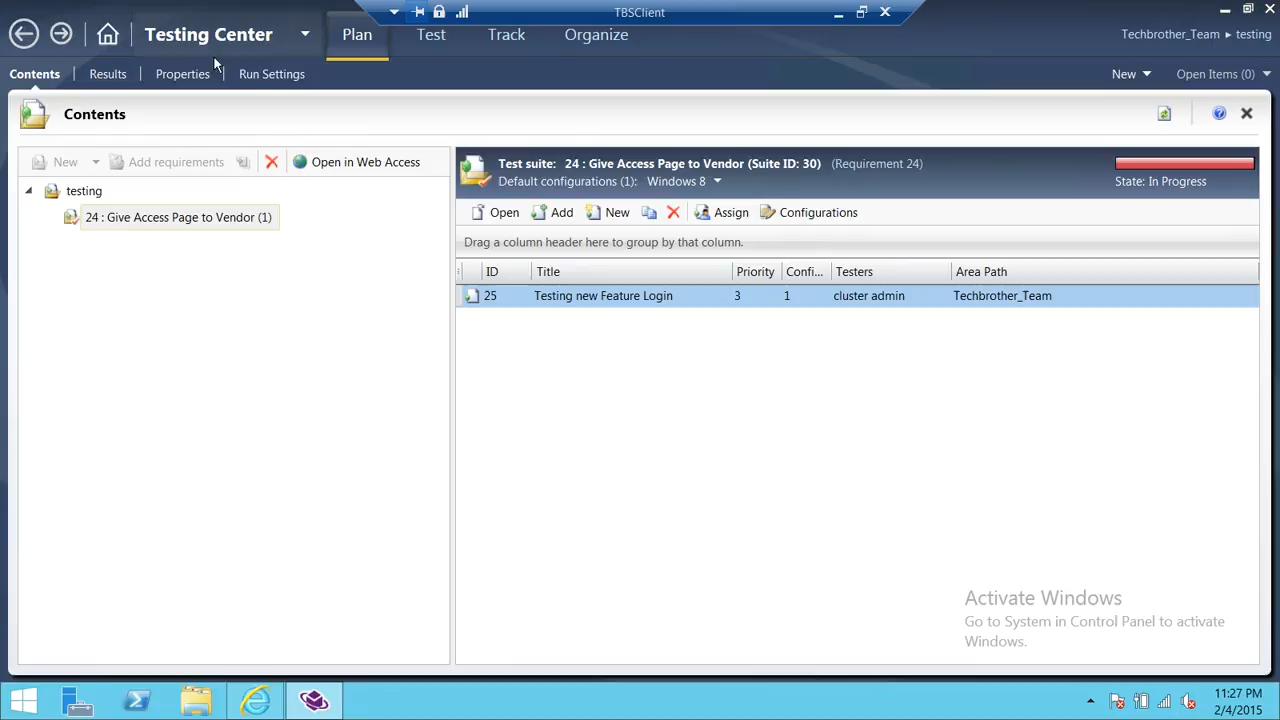 TBSClient
Testing Center
Plan
Test
Track
Organize
Techbrother_Team ▸ testing
Contents
Results
Properties
Run Settings
New
Open Items (0)
Contents
New
Add requirements
Open in Web Access
testing
24 : Give Access Page to Vendor (1)
Test suite: 24 : Give Access Page to Vendor (Suite ID: 30) (Requirement 24)
Default configurations (1): Windows 8
State: In Progress
Open
Add
New
Assign
Configurations
Drag a column header here to group by that column.
ID Title Priority Confi... Testers Area Path
25 Testing new Feature Login 3 1 cluster admin Techbrother_Team
Activate Windows
Go to System in Control Panel to activate
Windows.
11:27 PM
2/4/2015